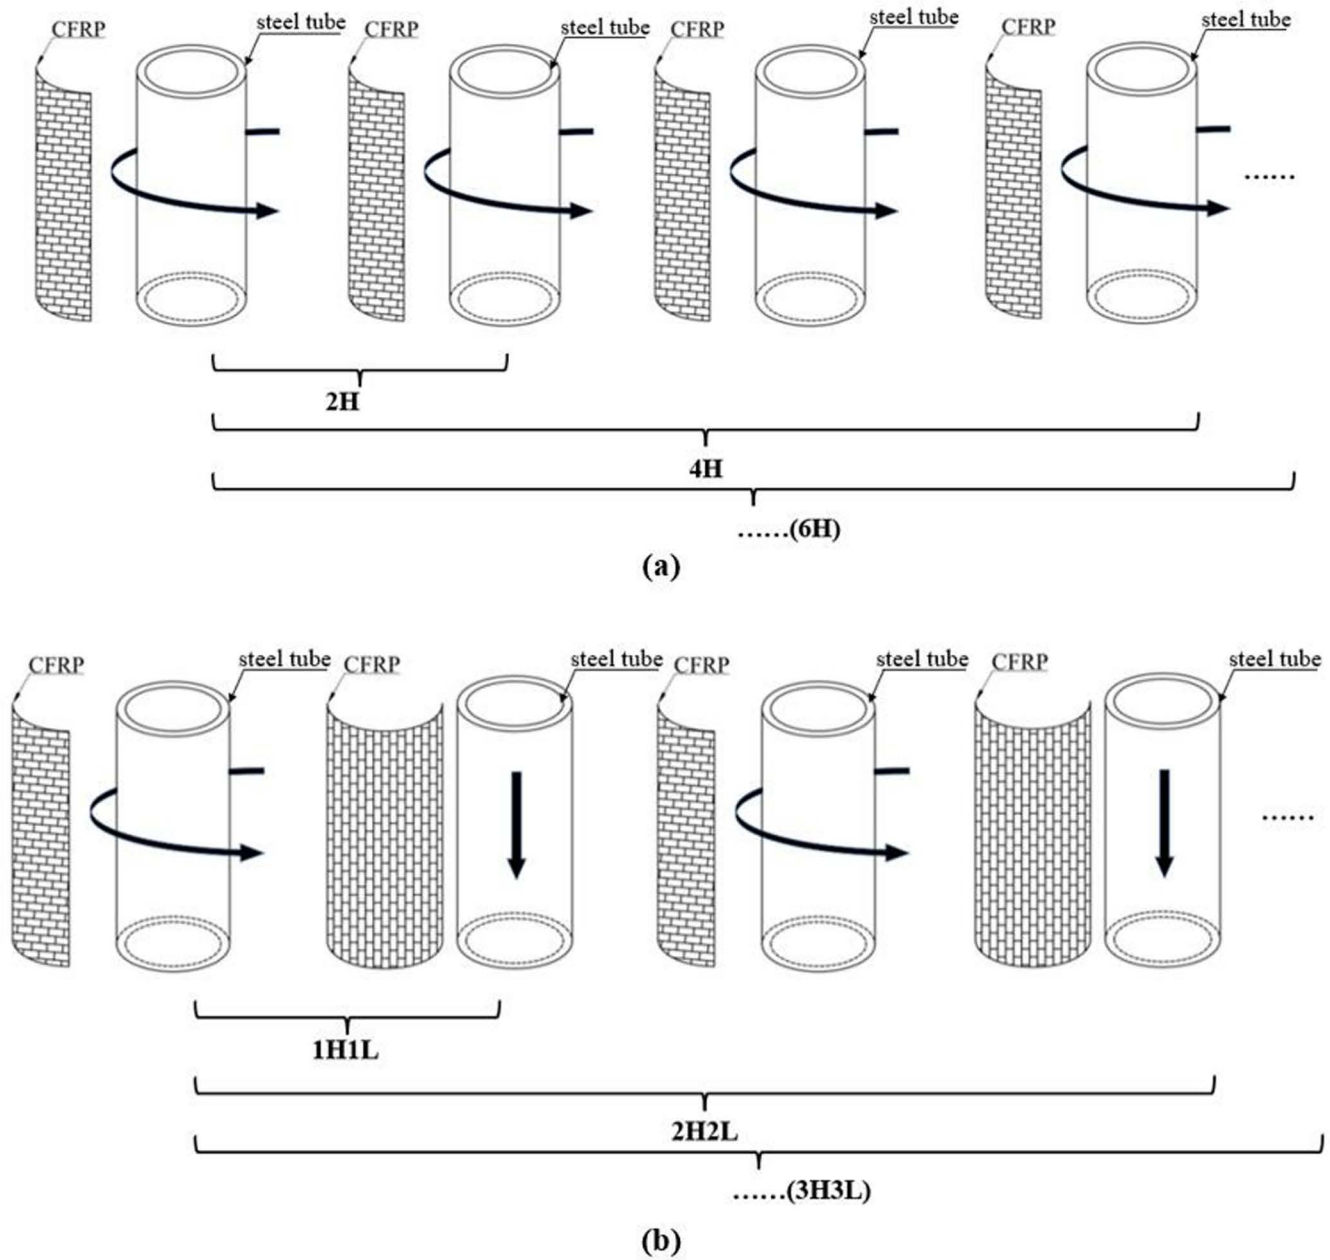 CFRP
steel tube
CFRP
steel tube
CFRP
steel tube
CFRP
steel tube
......
2H
4H
......(6H)
(a)
CFRP
steel tube
CFRP
steel tube
CFRP
steel tube
CFRP
steel tube
......
1H1L
2H2L
......(3H3L)
(b)